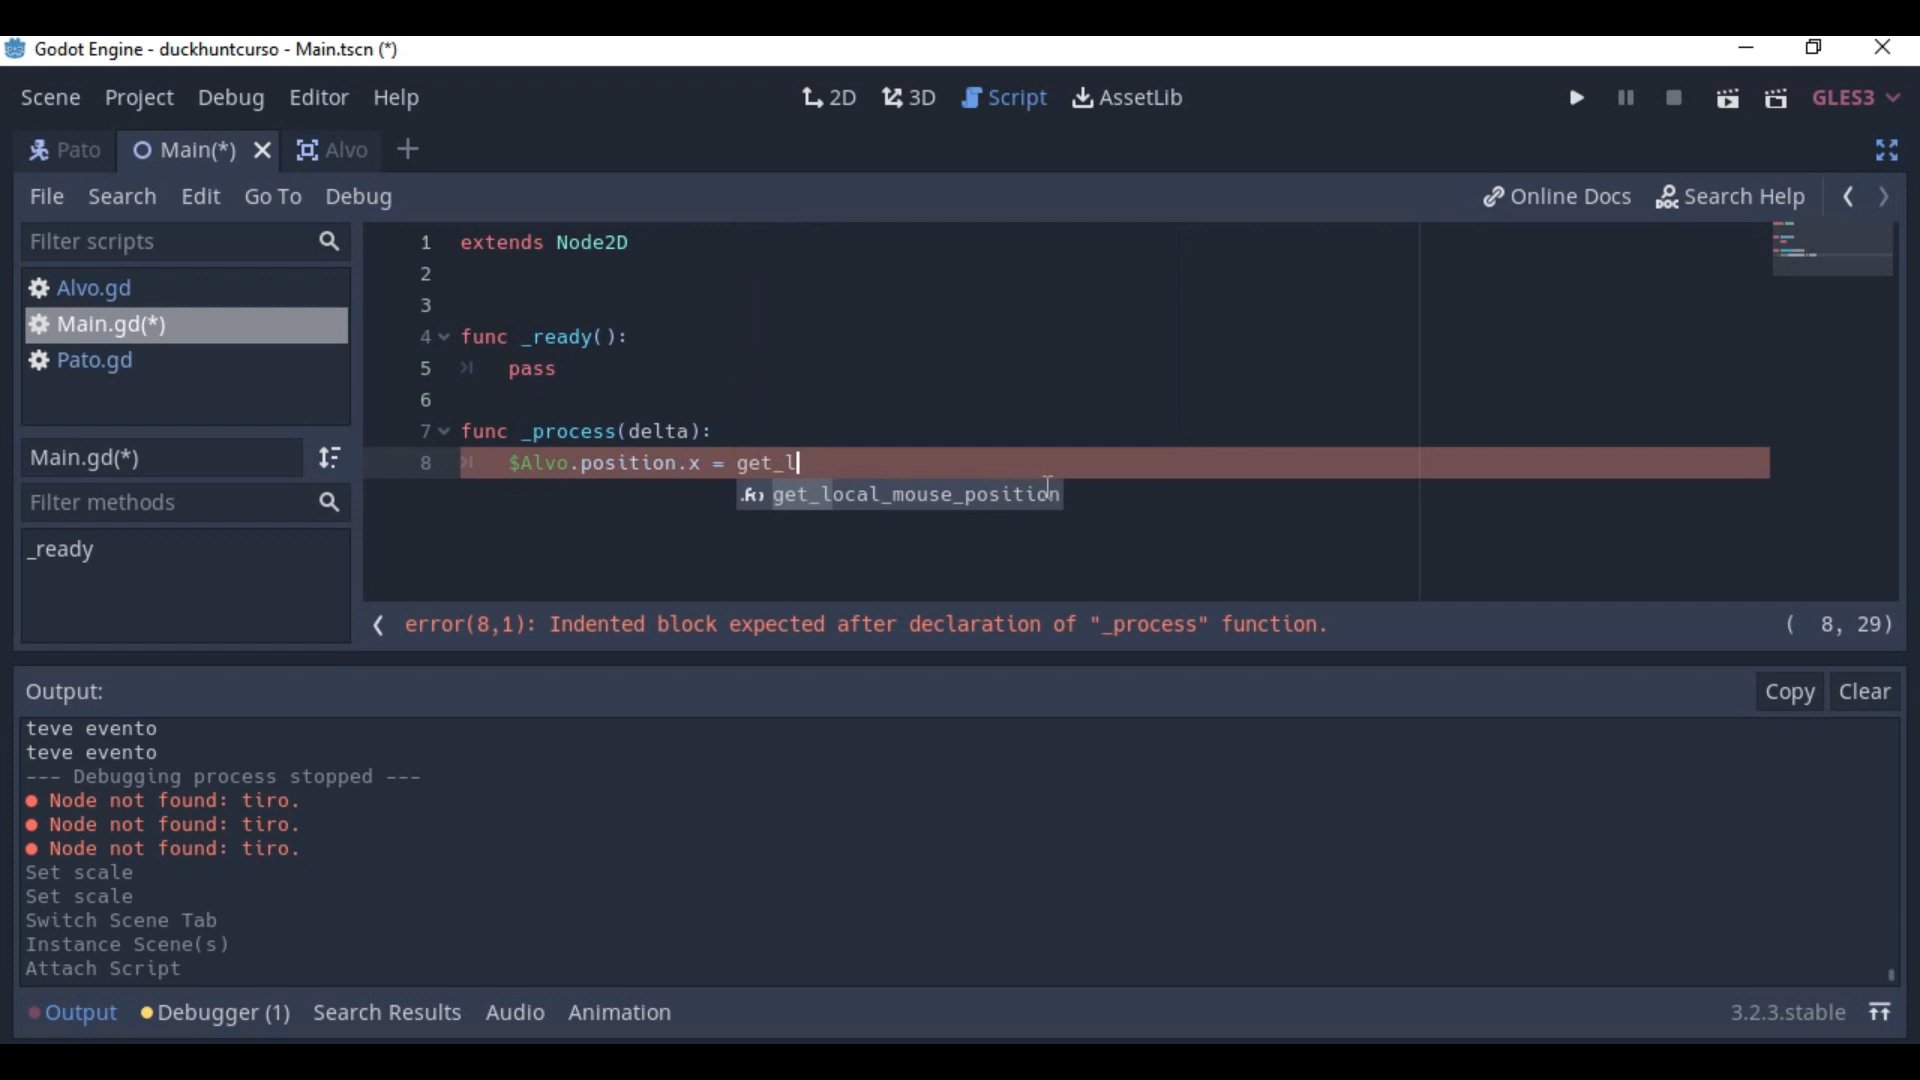 Godot Engine - duckhuntcurso - Main.tscn (*)
Scene Project Debug Editor Help 2D 3D Script AssetLib GLES3
Pato Main(*) Alvo
File Search Edit Go To Debug Online Docs Search Help
Filter scripts
Alvo.gd
Main.gd(*)
Pato.gd
Main.gd(*)
Filter methods
_ready
1 extends Node2D
2
3
4 func _ready():
5 pass
6
7 func _process(delta):
8 $Alvo.position.x = get_l
get_local_mouse_position
error(8,1): Indented block expected after declaration of "_process" function. ( 8, 29)
Output: Copy Clear
teve evento
teve evento
--- Debugging process stopped ---
Node not found: tiro.
Node not found: tiro.
Node not found: tiro.
Set scale
Set scale
Switch Scene Tab
Instance Scene(s)
Attach Script
Output Debugger (1) Search Results Audio Animation 3.2.3.stable